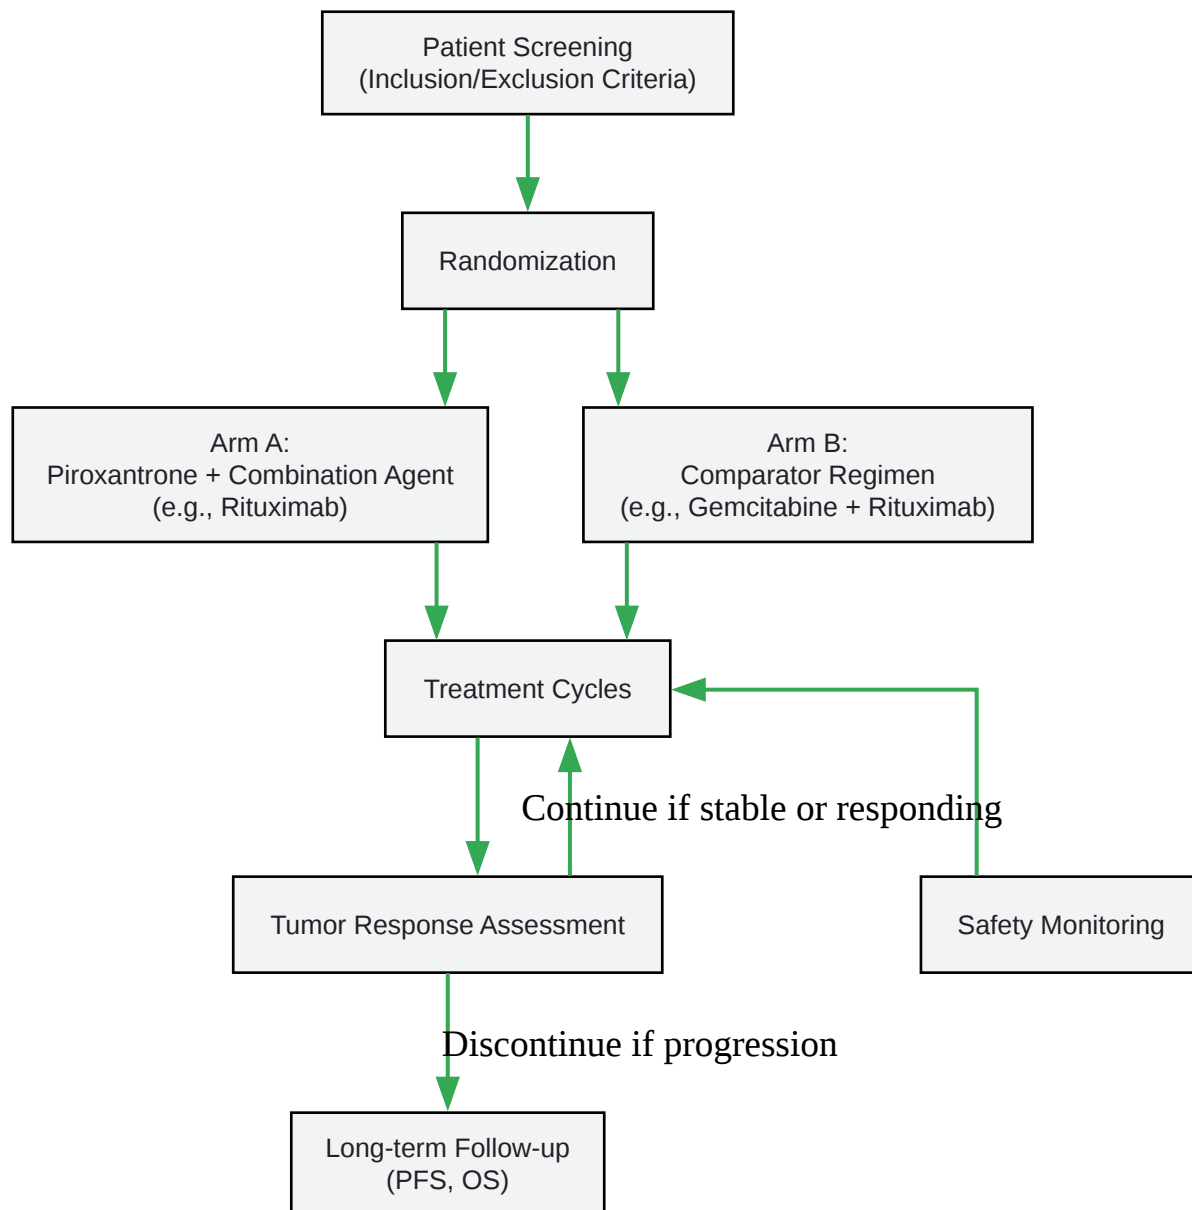 Patient Screening
(Inclusion/Exclusion Criteria)
Randomization
Arm A:
Piroxantrone + Combination Agent
(e.g., Rituximab)
Arm B:
Comparator Regimen
(e.g., Gemcitabine + Rituximab)
Treatment Cycles
Continue if stable or responding
Tumor Response Assessment
Safety Monitoring
Discontinue if progression
Long-term Follow-up
(PFS, OS)